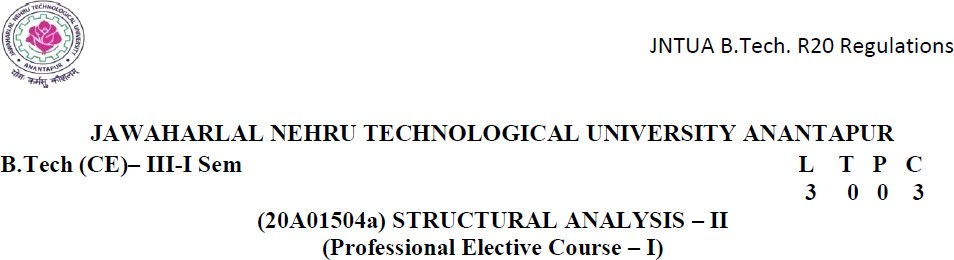 JAWAHARLAL NEHRU TECHNOLOGICAL UNIVERSITY
ANANTAPUR
योगः कर्मसु कौशलम्
JNTUA B.Tech. R20 Regulations
JAWAHARLAL NEHRU TECHNOLOGICAL UNIVERSITY ANANTAPUR
B.Tech (CE)– III-I Sem L T P C
3 0 0 3
(20A01504a) STRUCTURAL ANALYSIS – II
(Professional Elective Course – I)